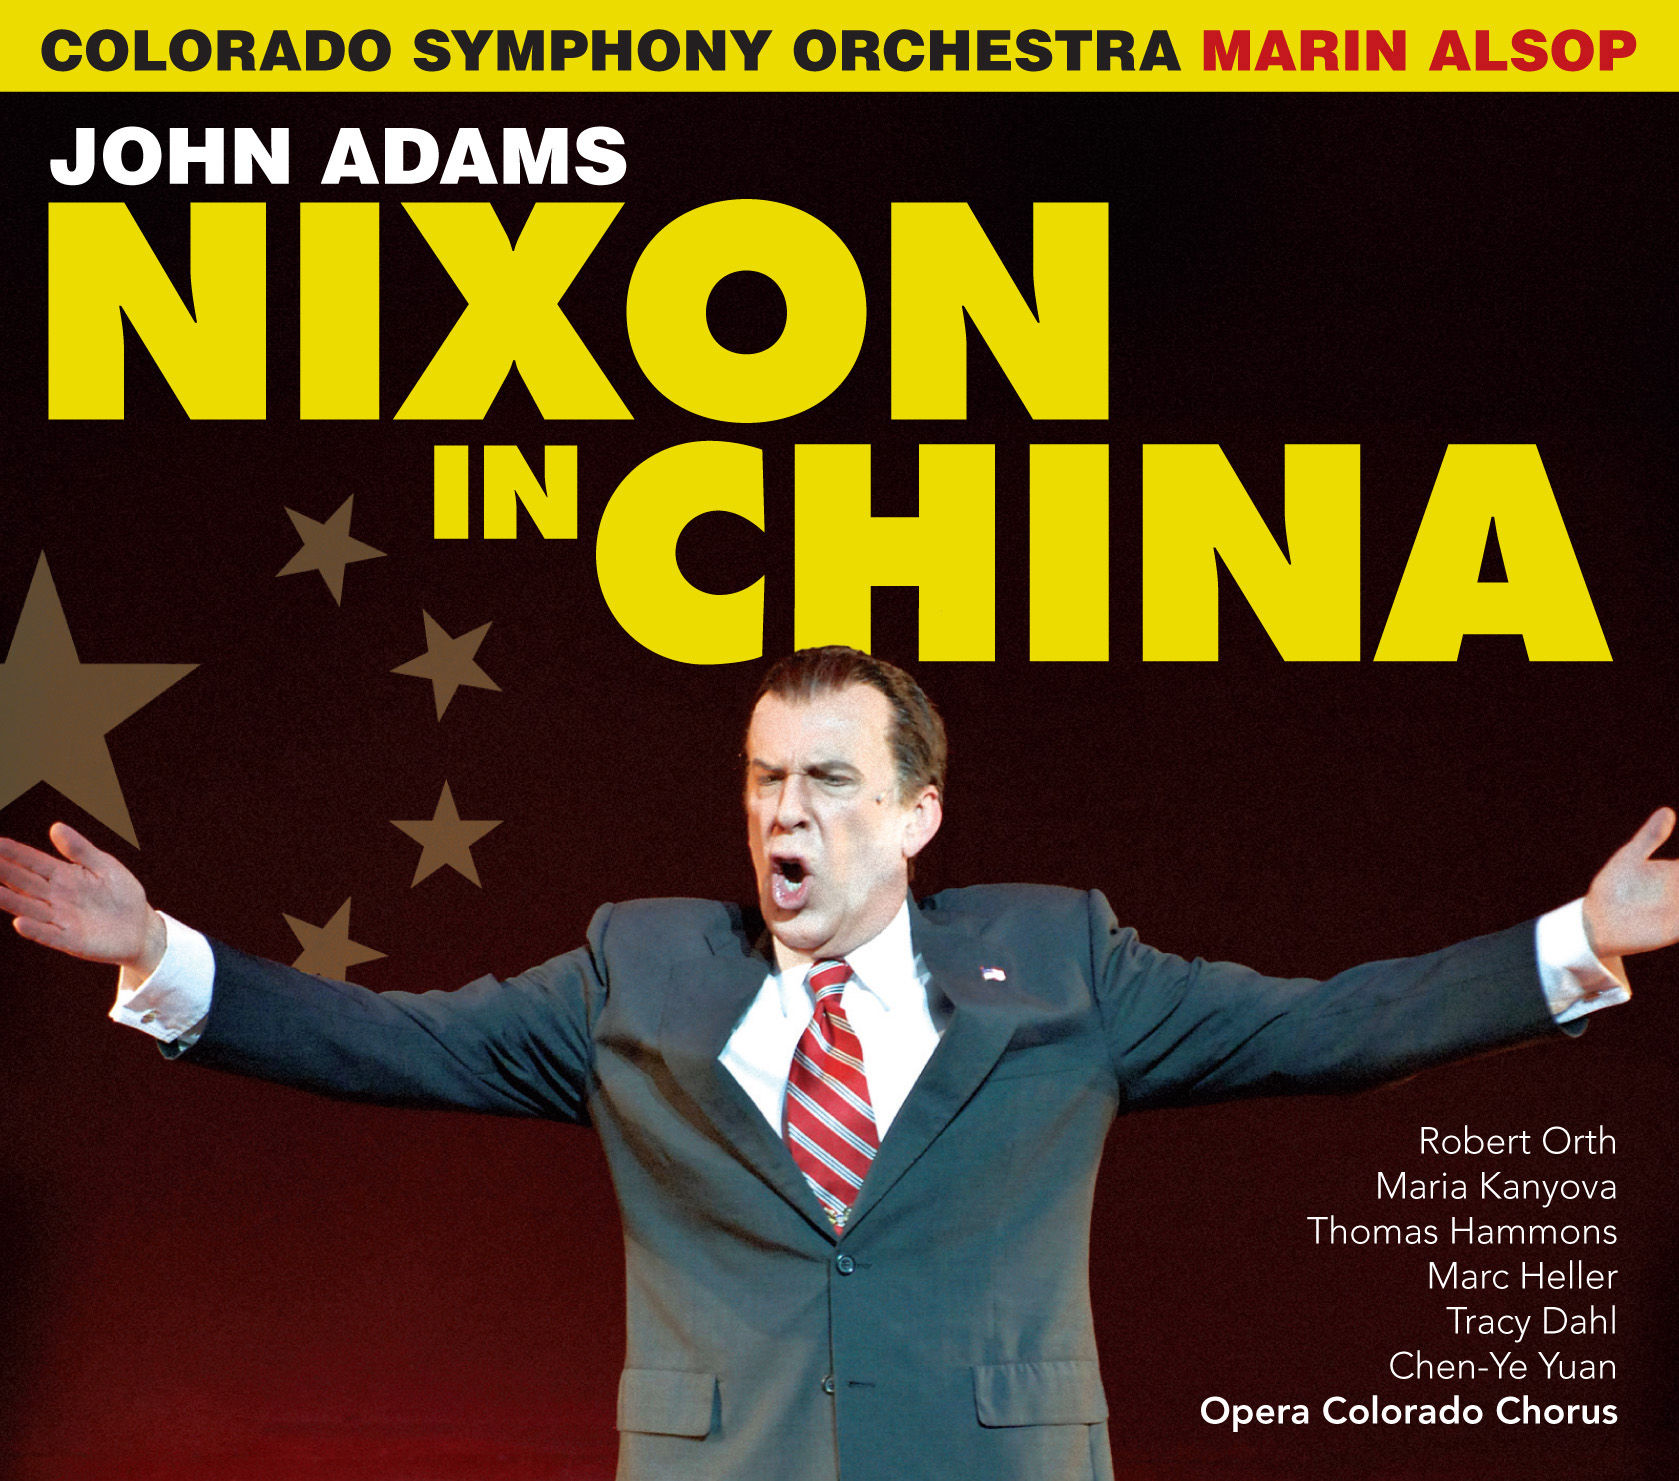 COLORADO SYMPHONY ORCHESTRA MARIN ALSOP
JOHN ADAMS
NIXON
IN CHINA
Robert Orth
Maria Kanyova
Thomas Hammons
Marc Heller
Tracy Dahl
Chen-Ye Yuan
Opera Colorado Chorus